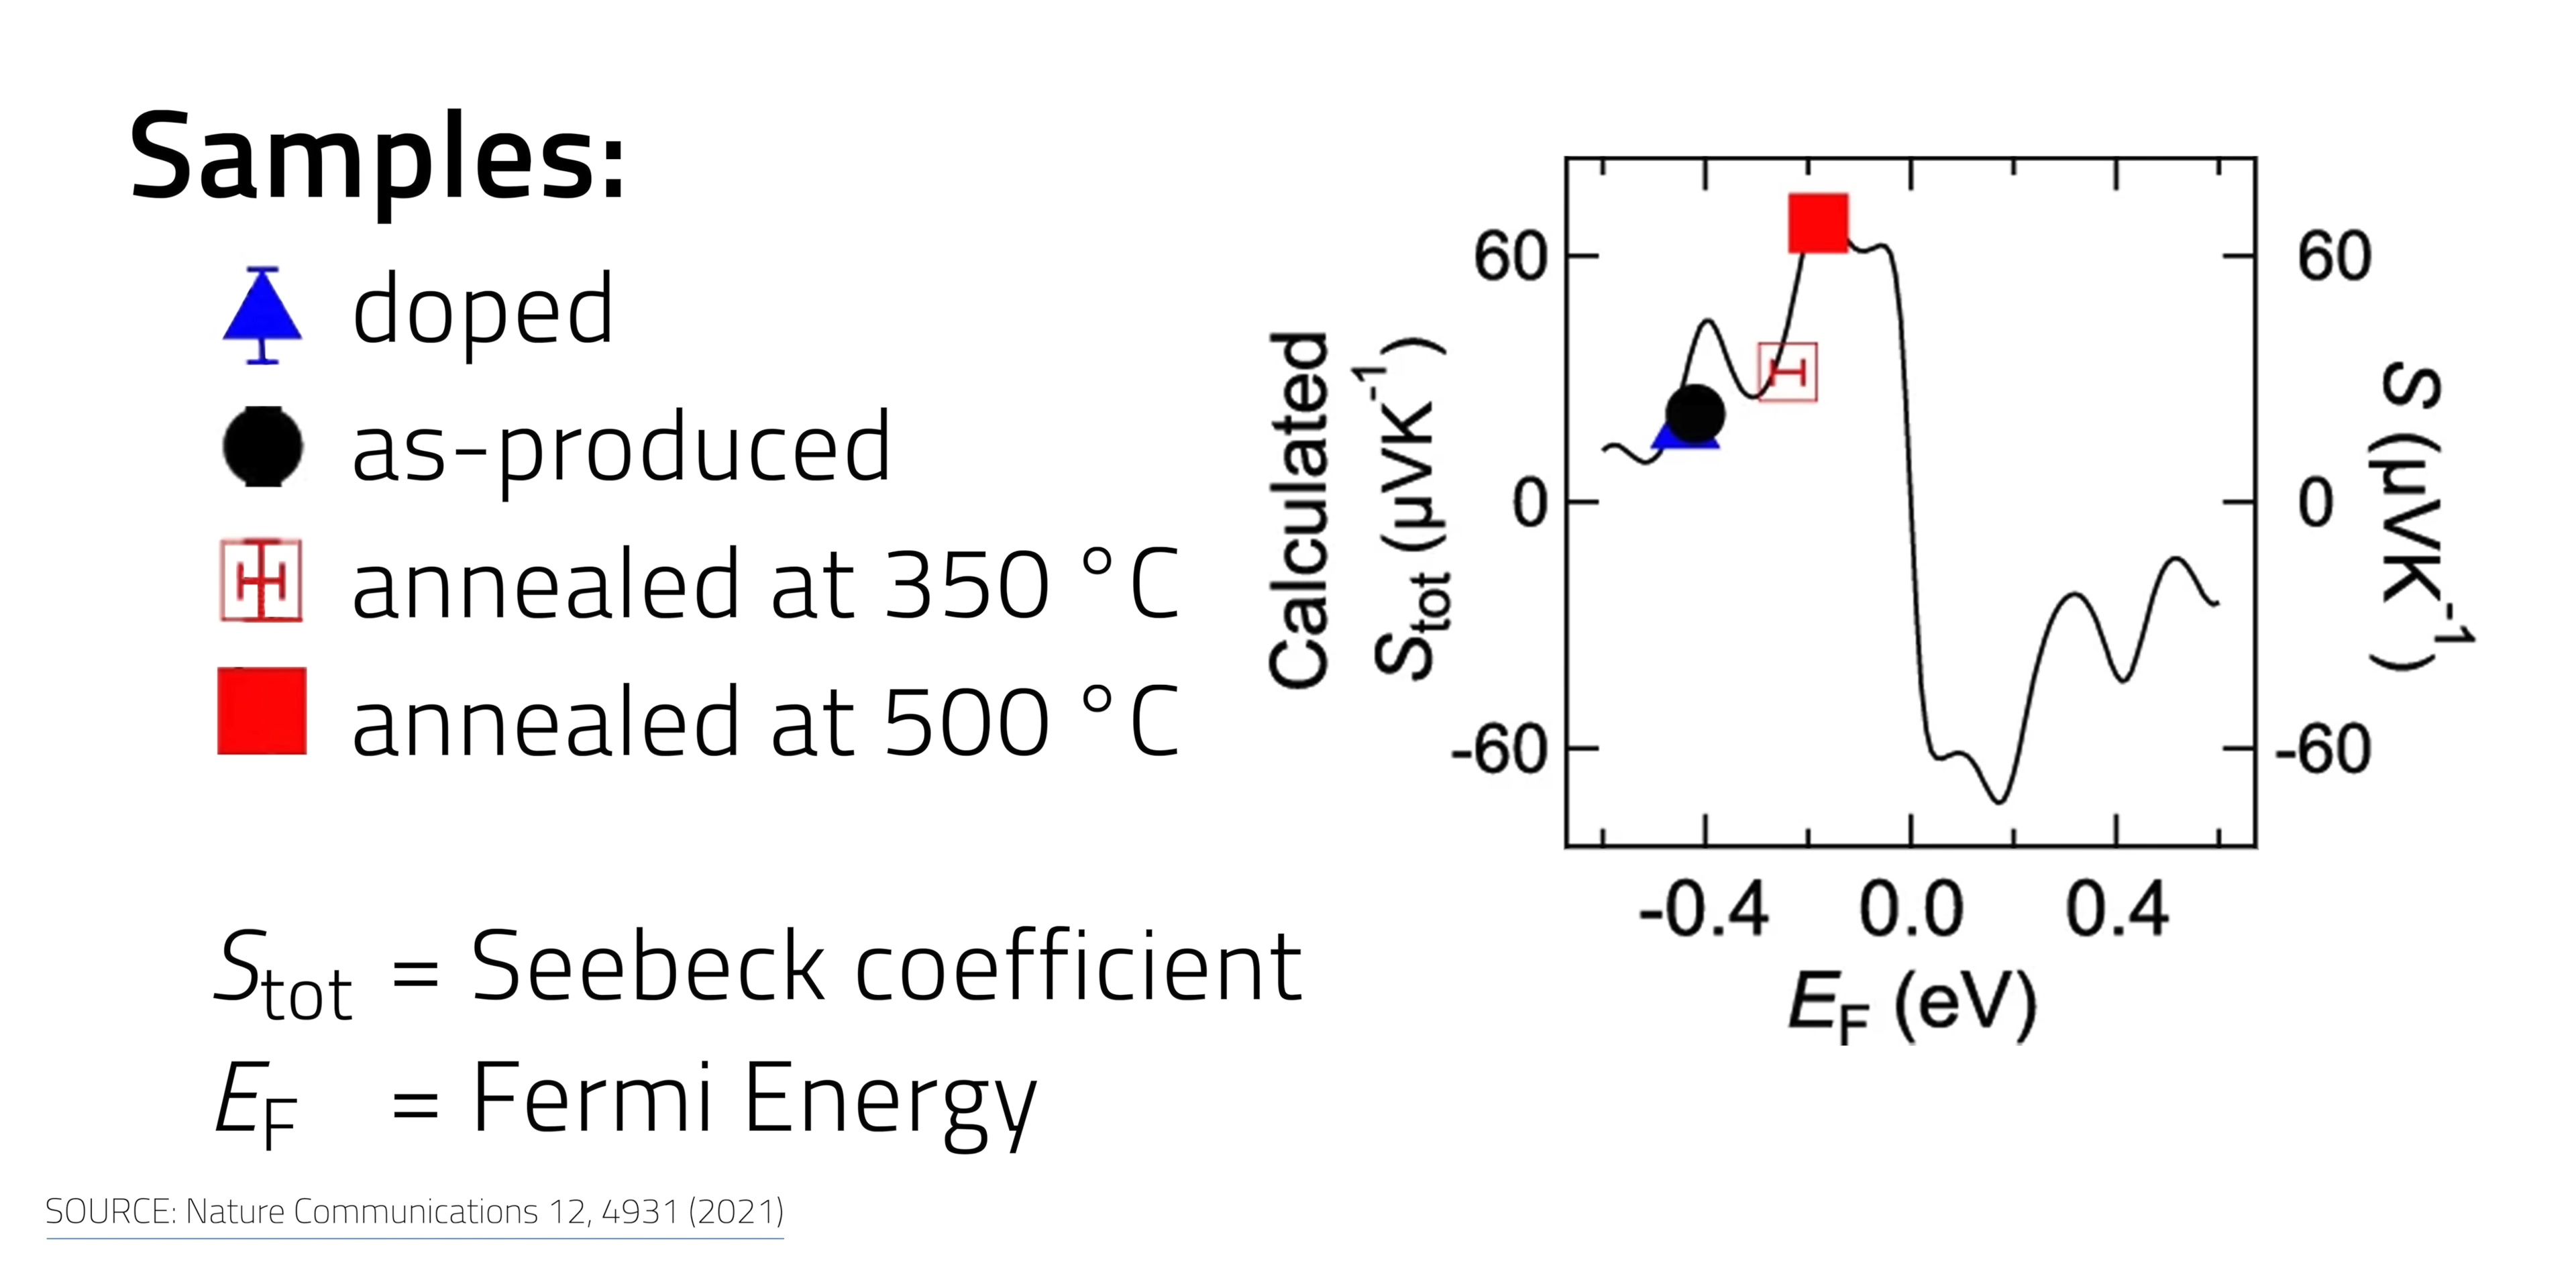 Samples:
doped
as-produced
annealed at 350 °C
annealed at 500 °C
Stot = Seebeck coefficient
EF = Fermi Energy
SOURCE: Nature Communications 12, 4931 (2021)
Calculated
Stot (µVK-1)
60
0
-60
60
0
-60
S (µVK-1)
-0.4 0.0 0.4
EF (eV)